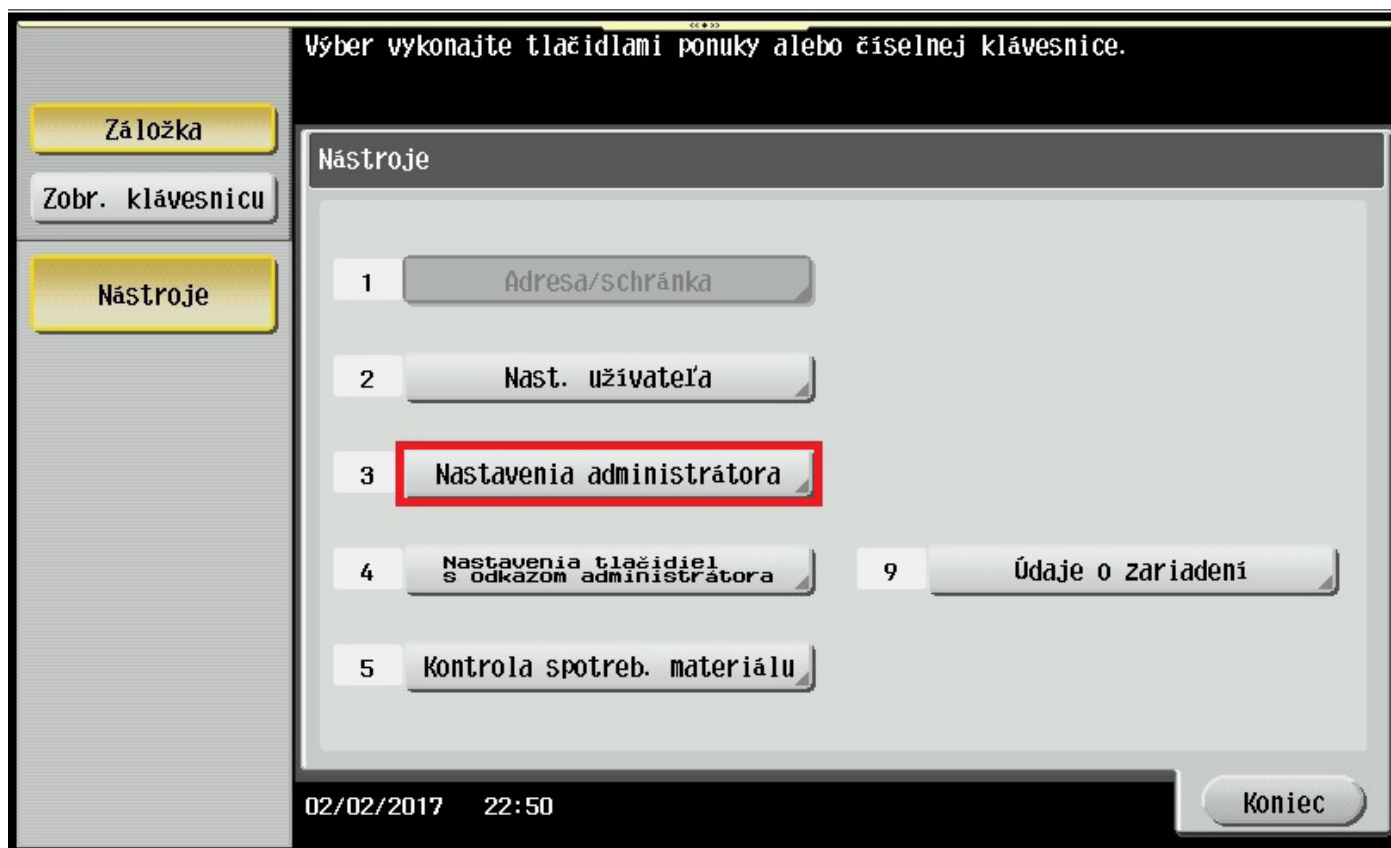 Výber vykonajte tlačidlami ponuky alebo číselnej klávesnice.
Záložka
Zobr. klávesnicu
Nástroje
Nástroje
1 Adresa/schránka
2 Nast. užívateľa
3 Nastavenia administrátora
4 Nastavenia tlačidiel
s odkazom administrátora
9 Údaje o zariadení
5 Kontrola spotreb. materiálu
02/02/2017 22:50
Koniec